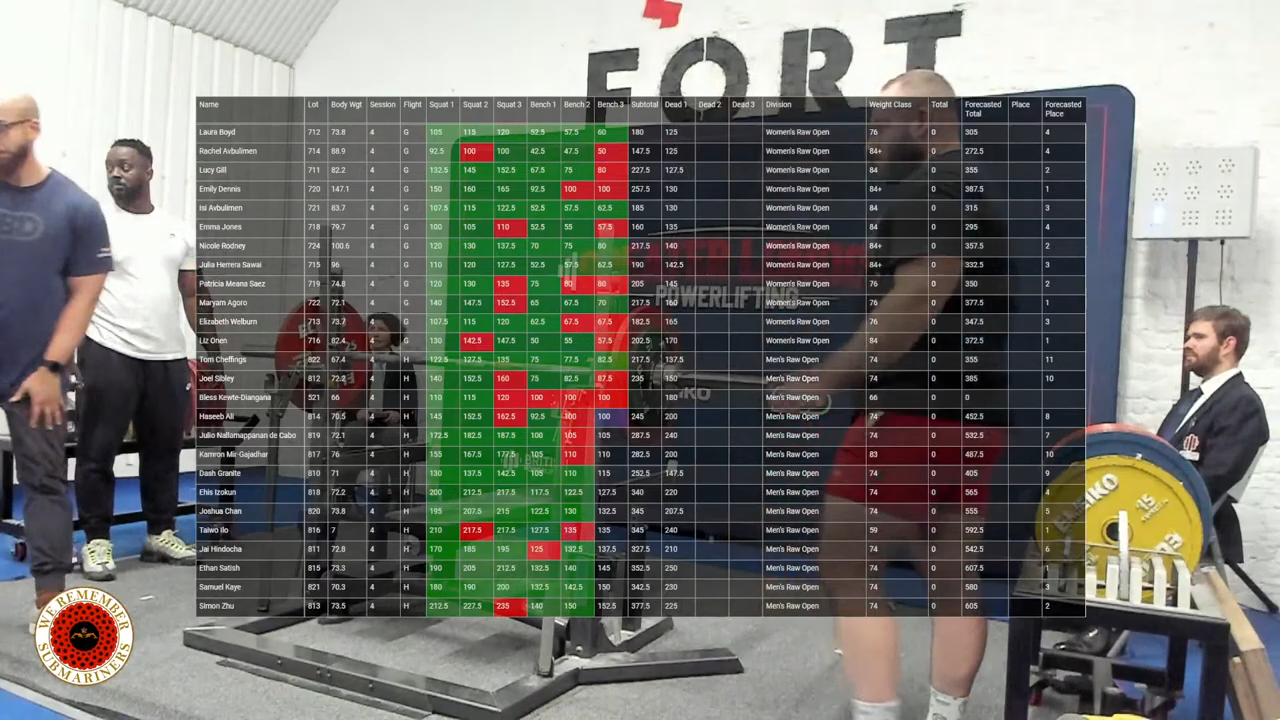 FORT
Name Lot Body Wgt Session Flight Squat 1 Squat 2 Squat 3 Bench 1 Bench 2 Bench 3 Subtotal Dead 1 Dead 2 Dead 3 Division Weight Class Total Forecasted Total Place Forecasted Place
Laura Boyd 712 73.8 4 G 105 115 120 52.5 57.5 60 180 125 Women's Raw Open 76 0 305 4
Rachel Avbulimen 714 88.9 4 G 92.5 100 100 42.5 47.5 50 147.5 125 Women's Raw Open 84+ 0 272.5 4
Lucy Gill 711 82.2 4 G 132.5 145 152.5 67.5 75 80 227.5 127.5 Women's Raw Open 84 0 355 2
Emily Dennis 720 147.1 4 G 150 160 165 92.5 100 100 257.5 130 Women's Raw Open 84+ 0 387.5 1
Isi Avbulimen 721 83.7 4 G 107.5 115 122.5 52.5 57.5 62.5 185 130 Women's Raw Open 84 0 315 3
Emma Jones 718 79.7 4 G 100 105 110 52.5 55 57.5 160 135 Women's Raw Open 84 0 295 4
Nicole Rodney 724 100.6 4 G 120 130 137.5 70 75 80 217.5 140 Women's Raw Open 84+ 0 357.5 2
Julia Herrera Sawai 715 96 4 G 110 120 127.5 52.5 57.5 62.5 190 142.5 Women's Raw Open 84+ 0 332.5 3
Patricia Meana Saez 719 74.8 4 G 120 130 135 75 80 80 205 145 Women's Raw Open 76 0 350 2
Maryam Agoro 722 72.1 4 G 140 147.5 152.5 65 67.5 70 217.5 160 Women's Raw Open 76 0 377.5 1
Elizabeth Welburn 713 73.7 4 G 107.5 115 120 62.5 67.5 67.5 182.5 165 Women's Raw Open 76 0 347.5 3
Liz Onen 716 82.4 4 G 130 142.5 147.5 50 55 57.5 202.5 170 Women's Raw Open 84 0 372.5 1
Tom Cheffings 822 67.4 4 H 122.5 127.5 135 75 77.5 82.5 217.5 137.5 Men's Raw Open 74 0 355 11
Joel Sibley 812 72.2 4 H 140 152.5 160 75 82.5 87.5 235 150 Men's Raw Open 74 0 385 10
Bless Kewte-Diangana 521 66 4 H 110 115 120 100 100 100 180 Men's Raw Open 66 0 0
Haseeb Ali 814 70.5 4 H 145 152.5 162.5 92.5 100 100 245 200 Men's Raw Open 74 0 452.5 8
Julio Nallamappanan de Cabo 819 72.1 4 H 172.5 182.5 187.5 100 105 105 287.5 240 Men's Raw Open 74 0 532.5 7
Kamron Mir-Gajadhar 817 76 4 H 155 167.5 177.5 105 110 110 282.5 200 Men's Raw Open 83 0 487.5 10
Dash Granite 810 71 4 H 130 137.5 142.5 105 110 115 252.5 147.5 Men's Raw Open 74 0 405 9
Ehis Izokun 818 72.2 4 H 200 212.5 217.5 117.5 122.5 127.5 340 220 Men's Raw Open 74 0 565 4
Joshua Chan 820 73.8 4 H 195 207.5 215 122.5 130 132.5 345 207.5 Men's Raw Open 74 0 555 5
Taiwo Ilo 816 7 4 H 210 217.5 217.5 127.5 135 135 345 240 Men's Raw Open 59 0 592.5 1
Jai Hindocha 811 72.8 4 H 170 185 195 125 132.5 137.5 327.5 210 Men's Raw Open 74 0 542.5 6
Ethan Satish 815 73.3 4 H 190 205 212.5 132.5 140 145 352.5 250 Men's Raw Open 74 0 607.5 1
Samuel Kaye 821 70.3 4 H 180 190 200 132.5 142.5 150 342.5 230 Men's Raw Open 74 0 580 3
Simon Zhu 813 73.5 4 H 212.5 227.5 235 140 150 152.5 377.5 225 Men's Raw Open 74 0 605 2
POWERLIFTING
ELEIKO
15
WE REMEMBER
SUBMARINERS